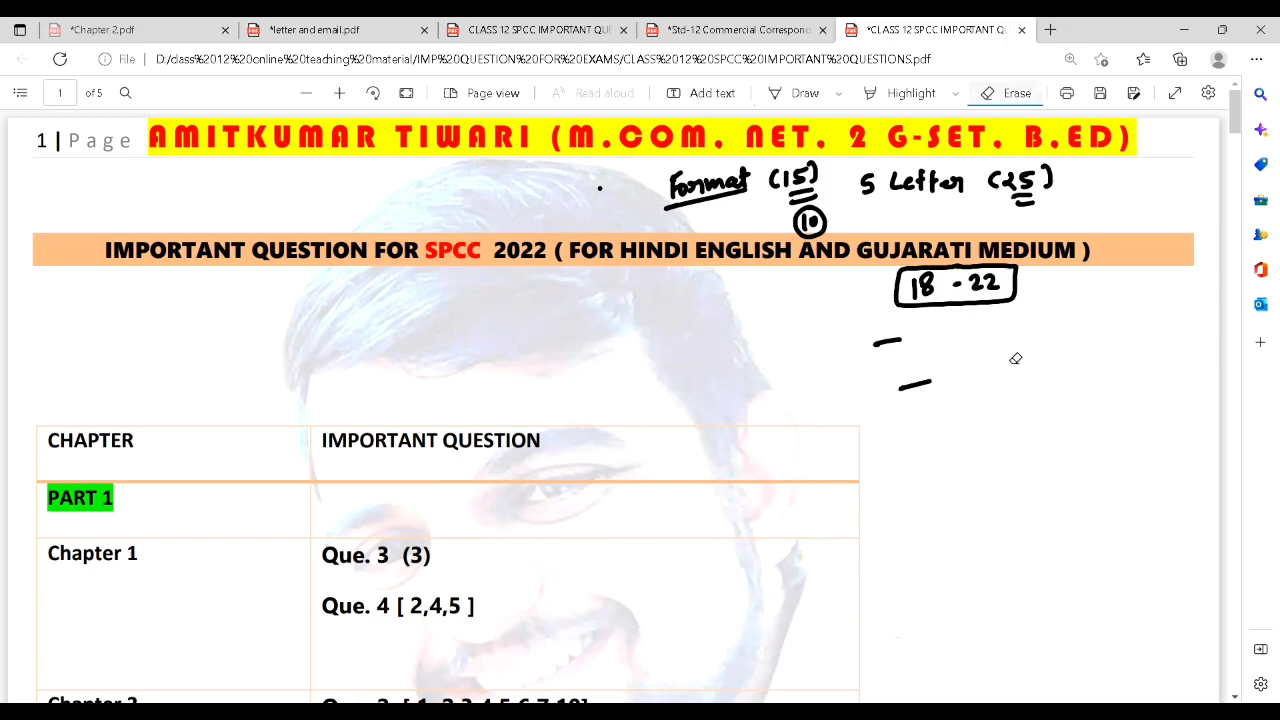 *Chapter 2.pdf
*letter and email.pdf
CLASS 12 SPCC IMPORTANT QUE
*Std-12 Commercial Correspond
*CLASS 12 SPCC IMPORTANT QU
File D:/class%2012%20online%20teaching%20material/IMP%20QUESTION%20FOR%20EXAMS/CLASS%2012%20SPCC%20IMPORTANT%20QUESTIONS.pdf
1 of 5 Page view Read aloud Add text Draw Highlight Erase
1 | Page AMITKUMAR TIWARI (M.COM. NET. 2 G-SET. B.ED)
Format (15) 5 Letter (25)
10
IMPORTANT QUESTION FOR SPCC 2022 ( FOR HINDI ENGLISH AND GUJARATI MEDIUM )
18 - 22
CHAPTER IMPORTANT QUESTION
PART 1
Chapter 1 Que. 3 (3)
Que. 4 [ 2,4,5 ]